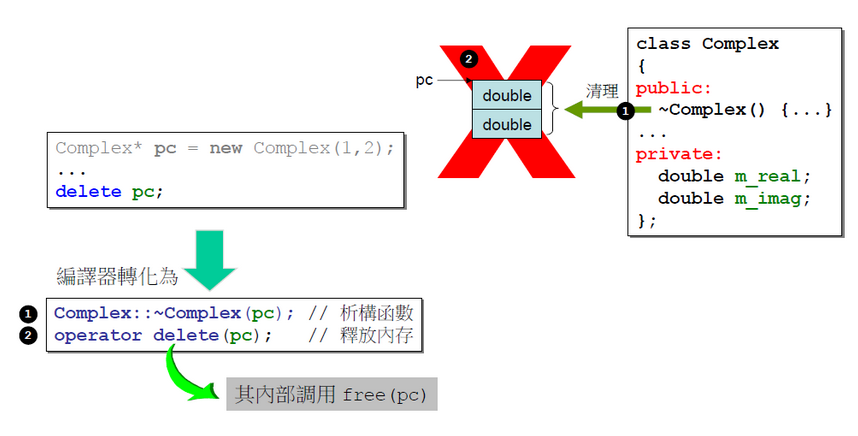 Complex* pc = new Complex(1,2);
...
delete pc;
編譯器轉化為
1 Complex::~Complex(pc); // 析構函數
2 operator delete(pc); // 釋放內存
其內部調用 free(pc)
2
pc
double
double
清理
1
class Complex
{
public:
~Complex() {...}
...
private:
double m_real;
double m_imag;
};